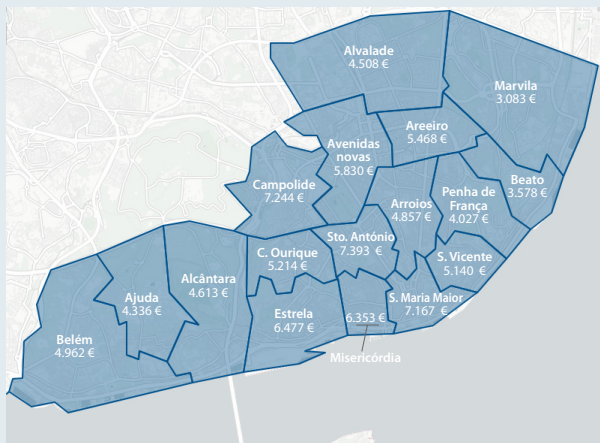 Alvalade
4.508 €
Marvila
3.083 €
Areeiro
5.468 €
Avenidas
novas
5.830 €
Campolide
7.244 €
Beato
3.578 €
Penha de
França
4.027 €
Arroios
4.857 €
Sto. António
7.393 €
C. Ourique
5.214 €
S. Vicente
5.140 €
Alcântara
4.613 €
Ajuda
4.336 €
S. Maria Maior
7.167 €
Estrela
6.477 €
6.353 €
Misericórdia
Belém
4.962 €